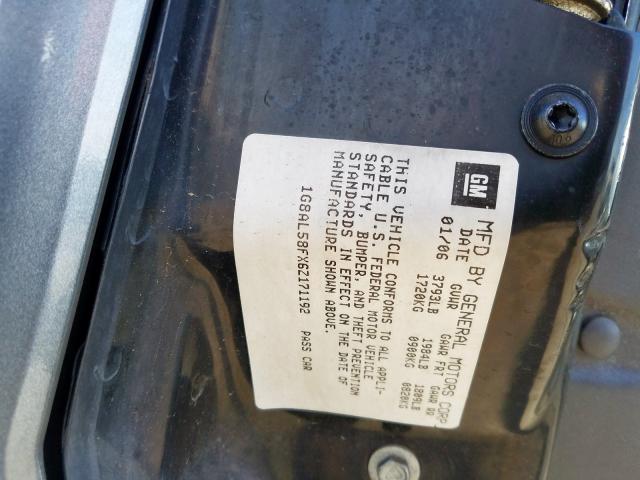 GM MFD BY GENERAL MOTORS CORP
DATE GVWR GAWR FRT GAWR RR
01/06 3793LB 1984LB 1809LB
1720KG 0900KG 0820KG
THIS VEHICLE CONFORMS TO ALL APPLI-
CABLE U.S. FEDERAL MOTOR VEHICLE
SAFETY, BUMPER, AND THEFT PREVENTION
STANDARDS IN EFFECT ON THE DATE OF
MANUFACTURE SHOWN ABOVE.
1G8AL58FX6Z171192 PASS CAR